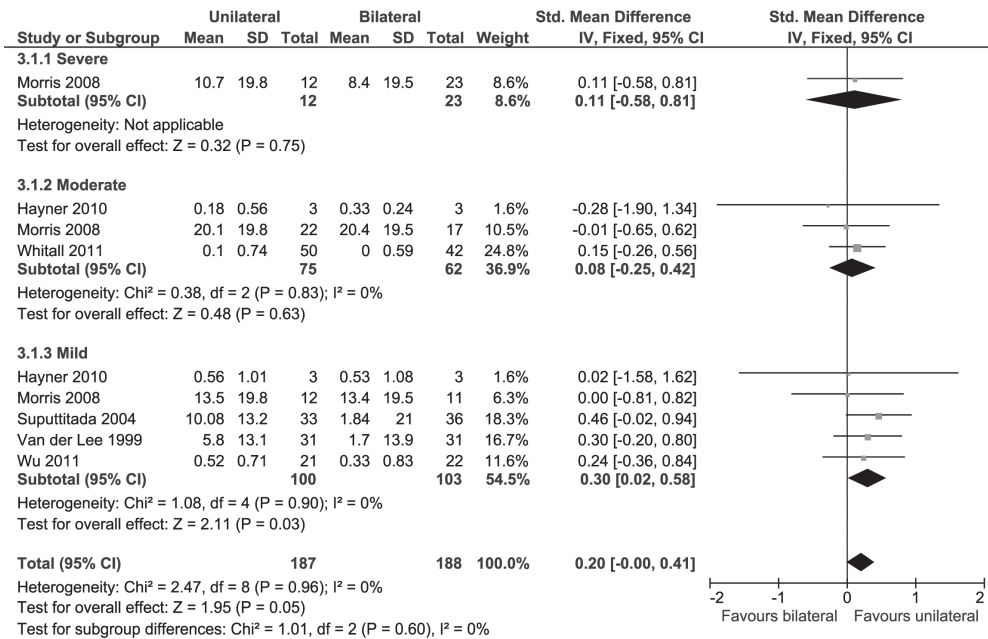 Unilateral Bilateral Std. Mean Difference Std. Mean Difference
Study or Subgroup Mean SD Total Mean SD Total Weight IV, Fixed, 95% CI IV, Fixed, 95% CI
3.1.1 Severe
Morris 2008 10.7 19.8 12 8.4 19.5 23 8.6% 0.11 [-0.58, 0.81]
Subtotal (95% CI) 12 23 8.6% 0.11 [-0.58, 0.81]
Heterogeneity: Not applicable
Test for overall effect: Z = 0.32 (P = 0.75)
3.1.2 Moderate
Hayner 2010 0.18 0.56 3 0.33 0.24 3 1.6% -0.28 [-1.90, 1.34]
Morris 2008 20.1 19.8 22 20.4 19.5 17 10.5% -0.01 [-0.65, 0.62]
Whitall 2011 0.1 0.74 50 0 0.59 42 24.8% 0.15 [-0.26, 0.56]
Subtotal (95% CI) 75 62 36.9% 0.08 [-0.25, 0.42]
Heterogeneity: Chi² = 0.38, df = 2 (P = 0.83); I² = 0%
Test for overall effect: Z = 0.48 (P = 0.63)
3.1.3 Mild
Hayner 2010 0.56 1.01 3 0.53 1.08 3 1.6% 0.02 [-1.58, 1.62]
Morris 2008 13.5 19.8 12 13.4 19.5 11 6.3% 0.00 [-0.81, 0.82]
Suputtitada 2004 10.08 13.2 33 1.84 21 36 18.3% 0.46 [-0.02, 0.94]
Van der Lee 1999 5.8 13.1 31 1.7 13.9 31 16.7% 0.30 [-0.20, 0.80]
Wu 2011 0.52 0.71 21 0.33 0.83 22 11.6% 0.24 [-0.36, 0.84]
Subtotal (95% CI) 100 103 54.5% 0.30 [0.02, 0.58]
Heterogeneity: Chi² = 1.08, df = 4 (P = 0.90); I² = 0%
Test for overall effect: Z = 2.11 (P = 0.03)
Total (95% CI) 187 188 100.0% 0.20 [-0.00, 0.41]
Heterogeneity: Chi² = 2.47, df = 8 (P = 0.96); I² = 0%
Test for overall effect: Z = 1.95 (P = 0.05)
Test for subgroup differences: Chi² = 1.01, df = 2 (P = 0.60), I² = 0%
-2 -1 0 1 2
Favours bilateral Favours unilateral